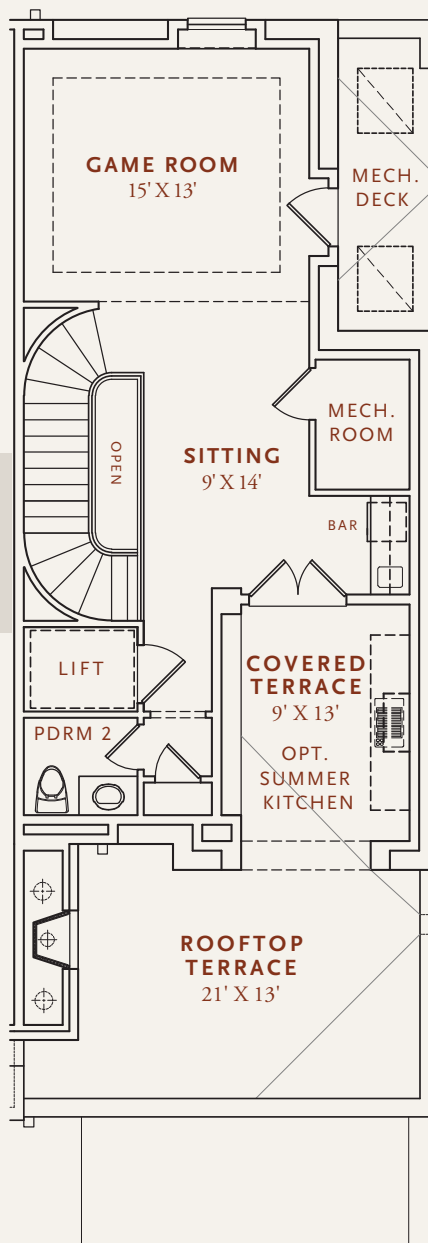 GAME ROOM
15' X 13'
MECH.
DECK
OPEN
SITTING
9' X 14'
MECH.
ROOM
BAR
LIFT
COVERED
TERRACE
9' X 13'
OPT.
SUMMER
KITCHEN
PDRM 2
ROOFTOP
TERRACE
21' X 13'